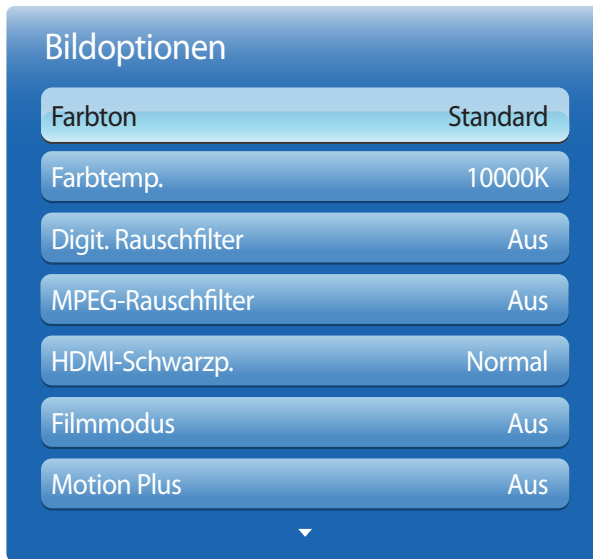 Bildoptionen
Farbton Standard
Farbtemp. 10000K
Digit. Rauschfilter Aus
MPEG-Rauschfilter Aus
HDMI-Schwarzp. Normal
Filmmodus Aus
Motion Plus Aus